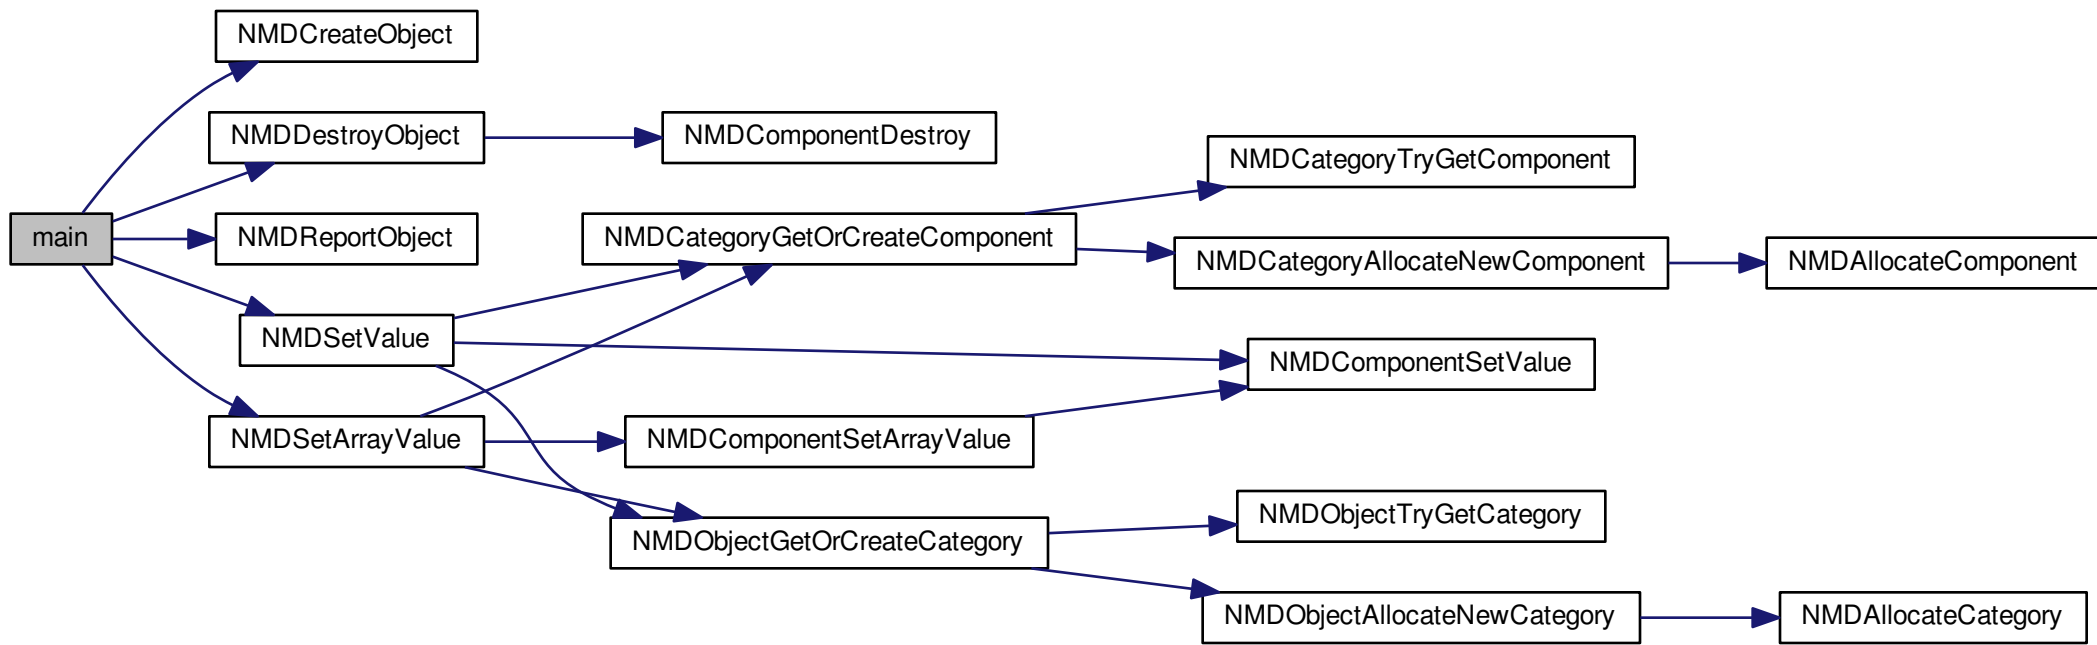 NMDCreateObject
NMDDestroyObject
NMDComponentDestroy
NMDCategoryTryGetComponent
main
NMDReportObject
NMDCategoryGetOrCreateComponent
NMDCategoryAllocateNewComponent
NMDAllocateComponent
NMDSetValue
NMDComponentSetValue
NMDSetArrayValue
NMDComponentSetArrayValue
NMDObjectTryGetCategory
NMDObjectGetOrCreateCategory
NMDObjectAllocateNewCategory
NMDAllocateCategory